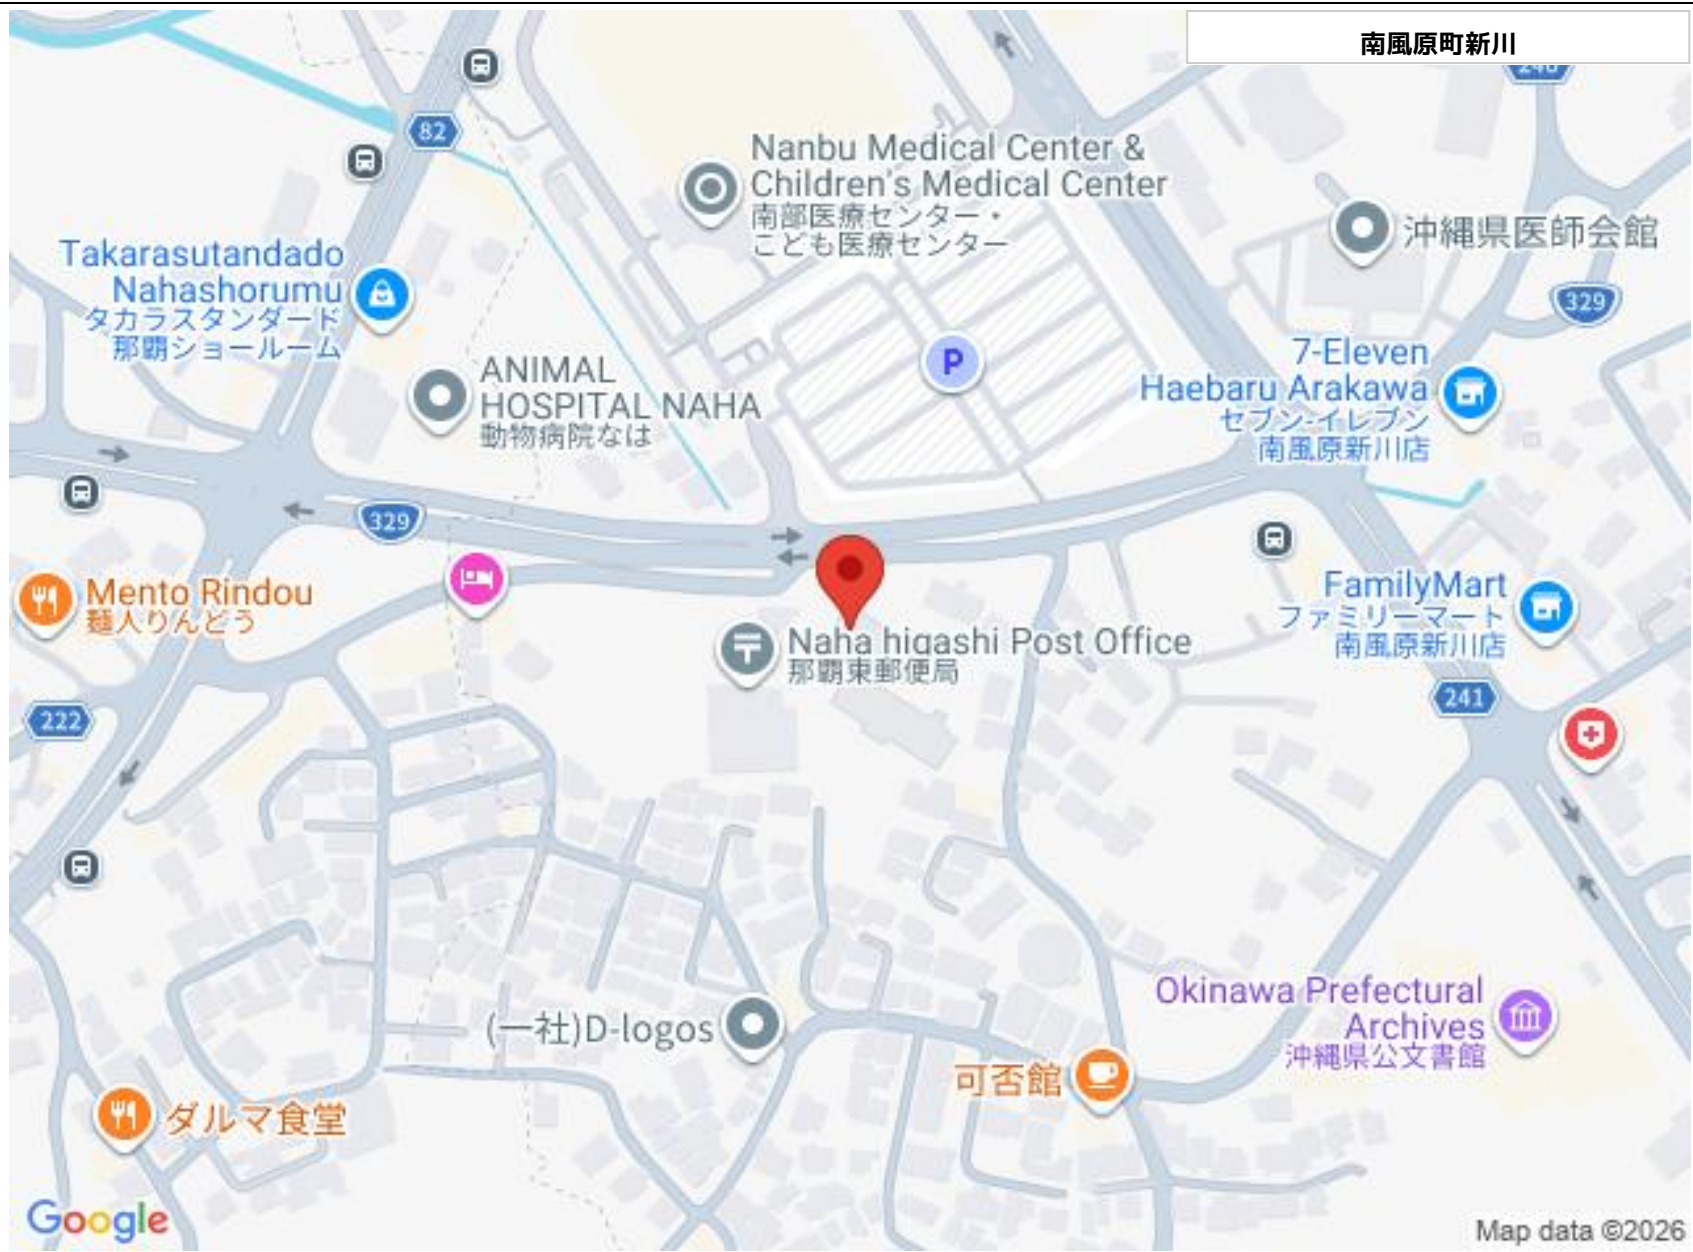 南風原町新川
240
82
Nanbu Medical Center &
Children's Medical Center
南部医療センター・
こども医療センター
沖縄県医師会館
Takarasutandado
Nahashorumu
タカラスタンダード
那覇ショールーム
329
7-Eleven
Haebaru Arakawa
セブン-イレブン
南風原新川店
P
ANIMAL
HOSPITAL NAHA
動物病院なは
329
Mento Rindou
麺人りんどう
FamilyMart
ファミリーマート
南風原新川店
Naha higashi Post Office
那覇東郵便局
222
241
Okinawa Prefectural
Archives
沖縄県公文書館
(一社)D-logos
可否館
ダルマ食堂
Google
Map data ©2026